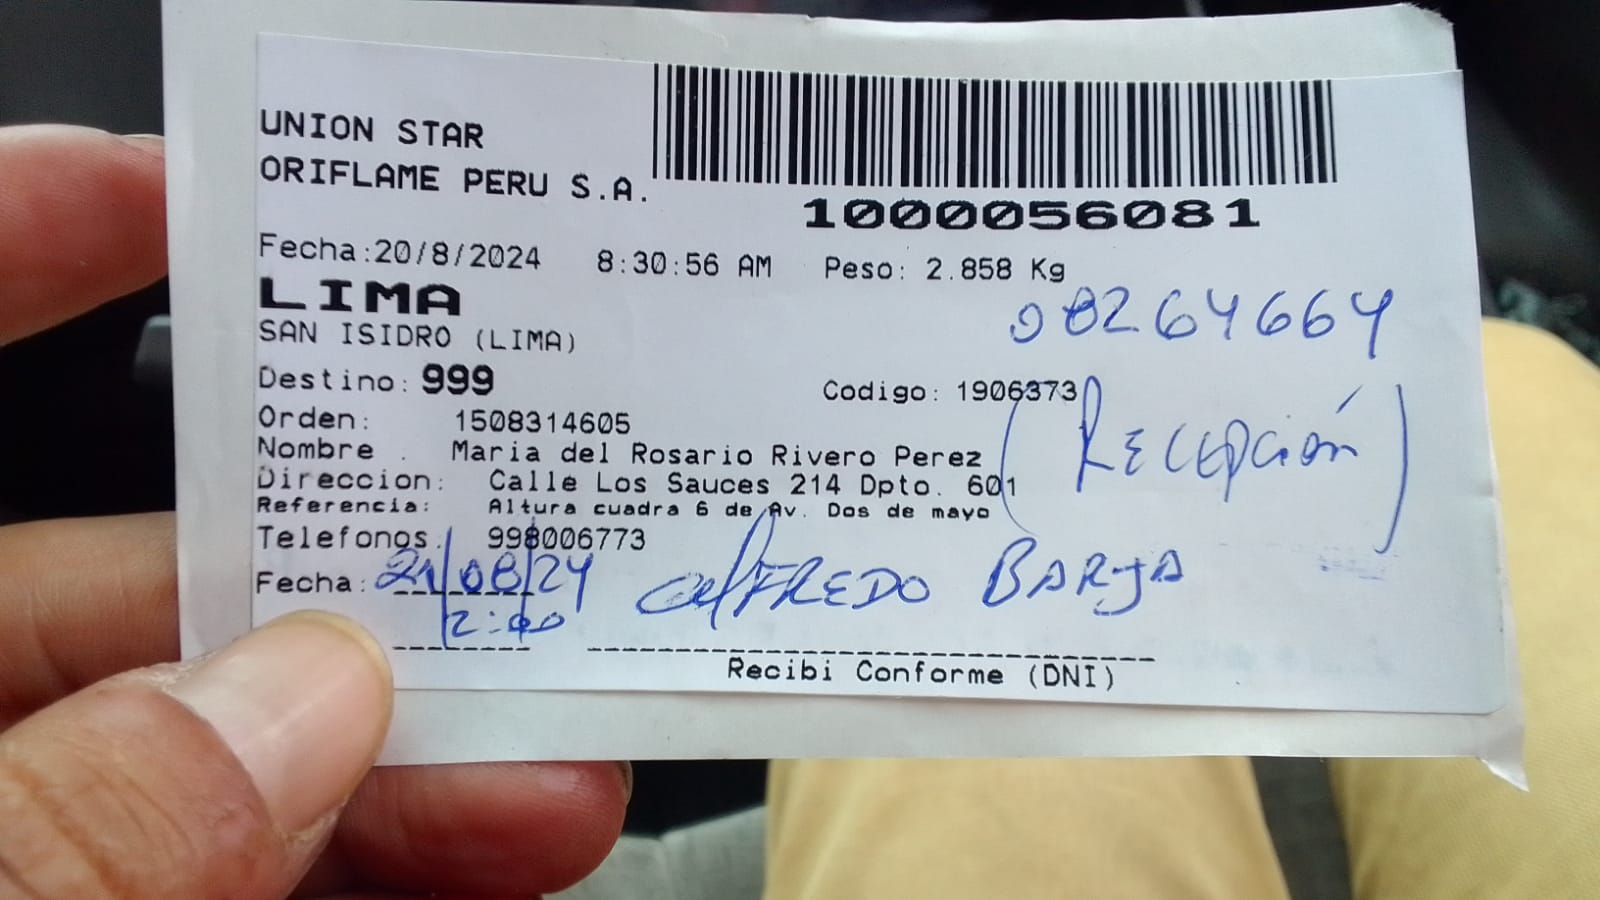 UNION STAR
ORIFLAME PERU S.A.
1000056081
Fecha:20/8/2024 8:30:56 AM Peso: 2.858 Kg
LIMA
08264664
SAN ISIDRO (LIMA)
Destino: 999 Codigo: 1906373
Orden: 1508314605
(RECEPCIÓN)
Nombre . Maria del Rosario Rivero Perez
Direccion: Calle Los Sauces 214 Dpto. 601
Referencia: Altura cuadra 6 de Av. Dos de mayo
Telefonos. 998006773
Fecha: 21/08/24 AlFREDO BARJA
12:00
Recibi Conforme (DNI)